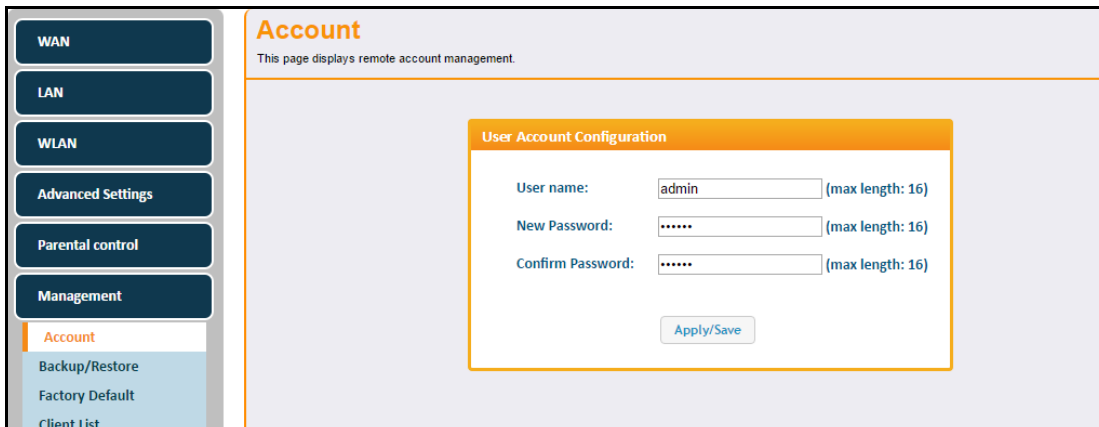 WAN
LAN
WLAN
Advanced Settings
Parental control
Management
Account
Backup/Restore
Factory Default
Client List
Account
This page displays remote account management.
User Account Configuration
User name: admin (max length: 16)
New Password: •••••• (max length: 16)
Confirm Password: •••••• (max length: 16)
Apply/Save